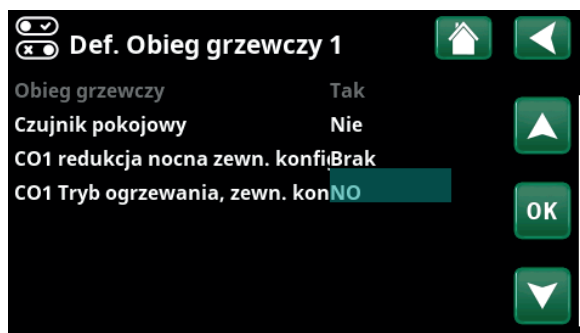 Def. Obieg grzewczy 1
Obieg grzewczy Tak
Czujnik pokojowy Nie
CO1 redukcja nocna zewn. konfig Brak
CO1 Tryb ogrzewania, zewn. kon NO
OK